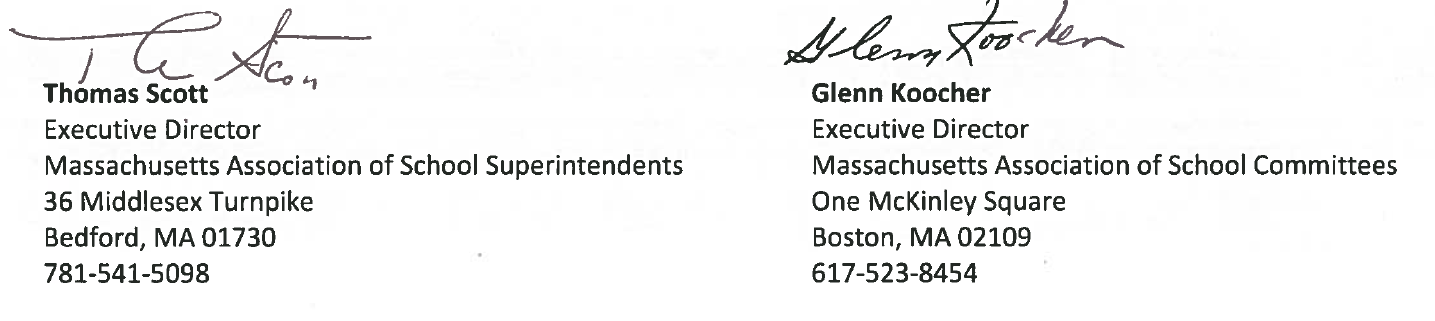 Thomas Scott
Executive Director
Massachusetts Association of School Superintendents
36 Middlesex Turnpike
Bedford, MA 01730
781-541-5098
Glenn Koocher
Glenn Koocher
Executive Director
Massachusetts Association of School Committees
One McKinley Square
Boston, MA 02109
617-523-8454